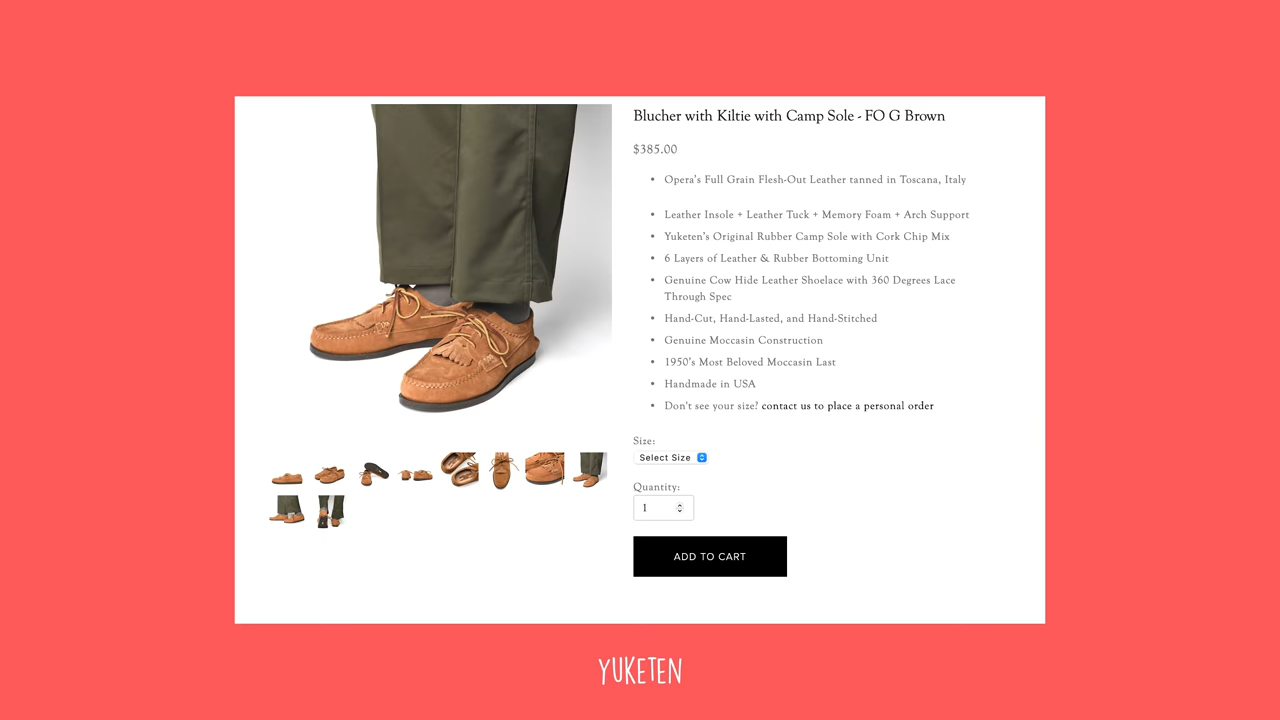 Blucher with Kiltie with Camp Sole - FO G Brown
$385.00
• Opera's Full Grain Flesh-Out Leather tanned in Toscana, Italy
• Leather Insole + Leather Tuck + Memory Foam + Arch Support
• Yuketen's Original Rubber Camp Sole with Cork Chip Mix
• 6 Layers of Leather & Rubber Bottoming Unit
• Genuine Cow Hide Leather Shoelace with 360 Degrees Lace
Through Spec
• Hand-Cut, Hand-Lasted, and Hand-Stitched
• Genuine Moccasin Construction
• 1950's Most Beloved Moccasin Last
• Handmade in USA
• Don't see your size? contact us to place a personal order
Size:
Select Size
Quantity:
1
ADD TO CART
YUKETEN